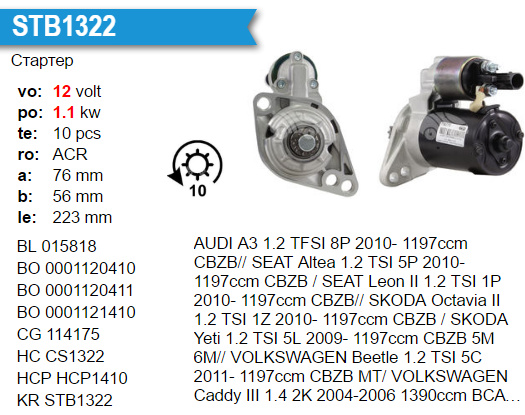 STB1322
Стартер
vo: 12 volt
po: 1.1 kw
te: 10 pcs
ro: ACR
a: 76 mm
b: 56 mm
le: 223 mm
10
BL 015818
BO 0001120410
BO 0001120411
BO 0001121410
CG 114175
HC CS1322
HCP HCP1410
KR STB1322
AUDI A3 1.2 TFSI 8P 2010- 1197ccm
CBZB// SEAT Altea 1.2 TSI 5P 2010-
1197ccm CBZB / SEAT Leon II 1.2 TSI 1P
2010- 1197ccm CBZB// SKODA Octavia II
1.2 TSI 1Z 2010- 1197ccm CBZB / SKODA
Yeti 1.2 TSI 5L 2009- 1197ccm CBZB 5M
6M// VOLKSWAGEN Beetle 1.2 TSI 5C
2011- 1197ccm CBZB MT/ VOLKSWAGEN
Caddy III 1.4 2K 2004-2006 1390ccm BCA...